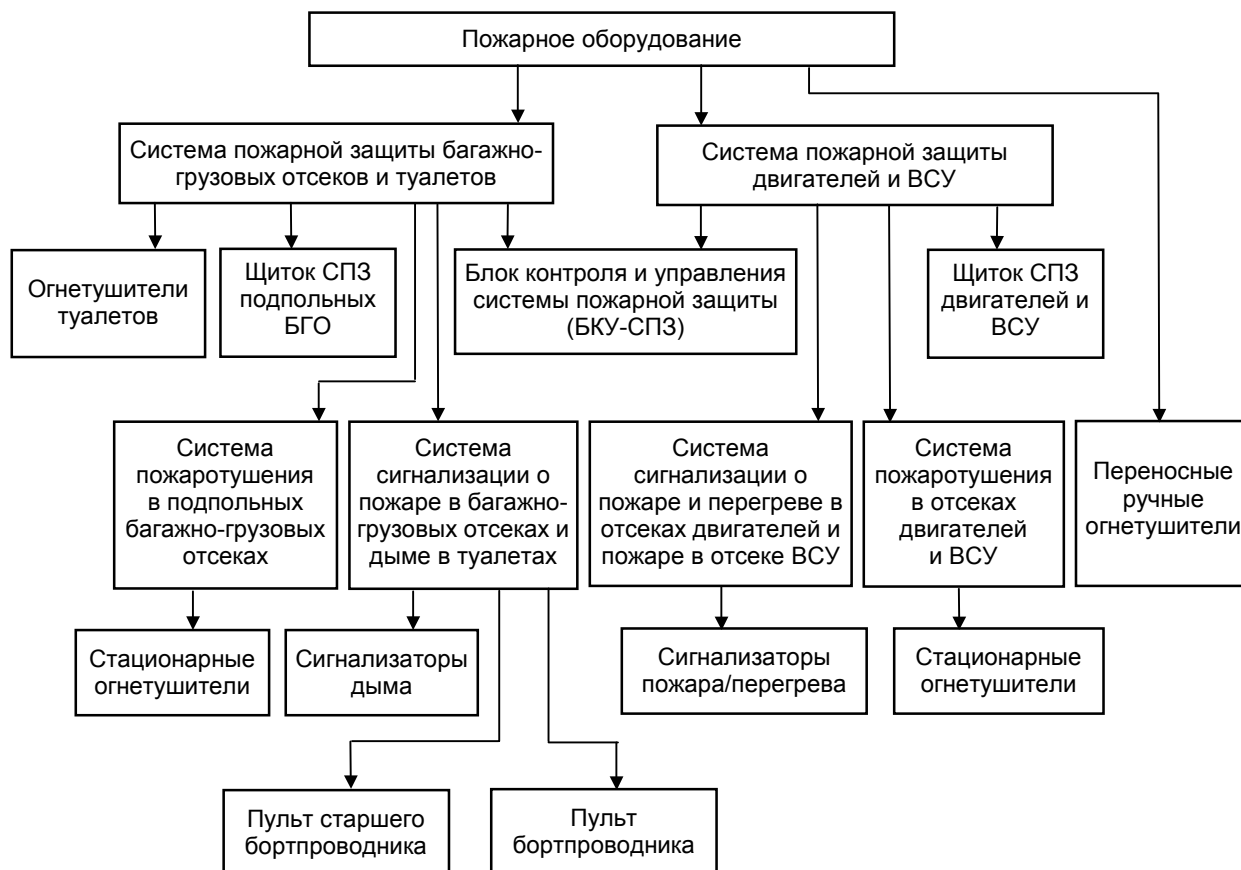 Пожарное оборудование
Система пожарной защиты багажно-
грузовых отсеков и туалетов
Система пожарной защиты
двигателей и ВСУ
Огнетушители
туалетов
Щиток СПЗ
подпольных
БГО
Блок контроля и управления
системы пожарной защиты
(БКУ-СПЗ)
Щиток СПЗ
двигателей и
ВСУ
Система
пожаротушения
в подпольных
багажно-грузовых
отсеках
Система
сигнализации о
пожаре в багажно-
грузовых отсеках и
дыме в туалетах
Система
сигнализации о
пожаре и перегреве в
отсеках двигателей и
пожаре в отсеке ВСУ
Система
пожаротушения
в отсеках
двигателей
и ВСУ
Переносные
ручные
огнетушители
Стационарные
огнетушители
Сигнализаторы
дыма
Сигнализаторы
пожара/перегрева
Стационарные
огнетушители
Пульт старшего
бортпроводника
Пульт
бортпроводника